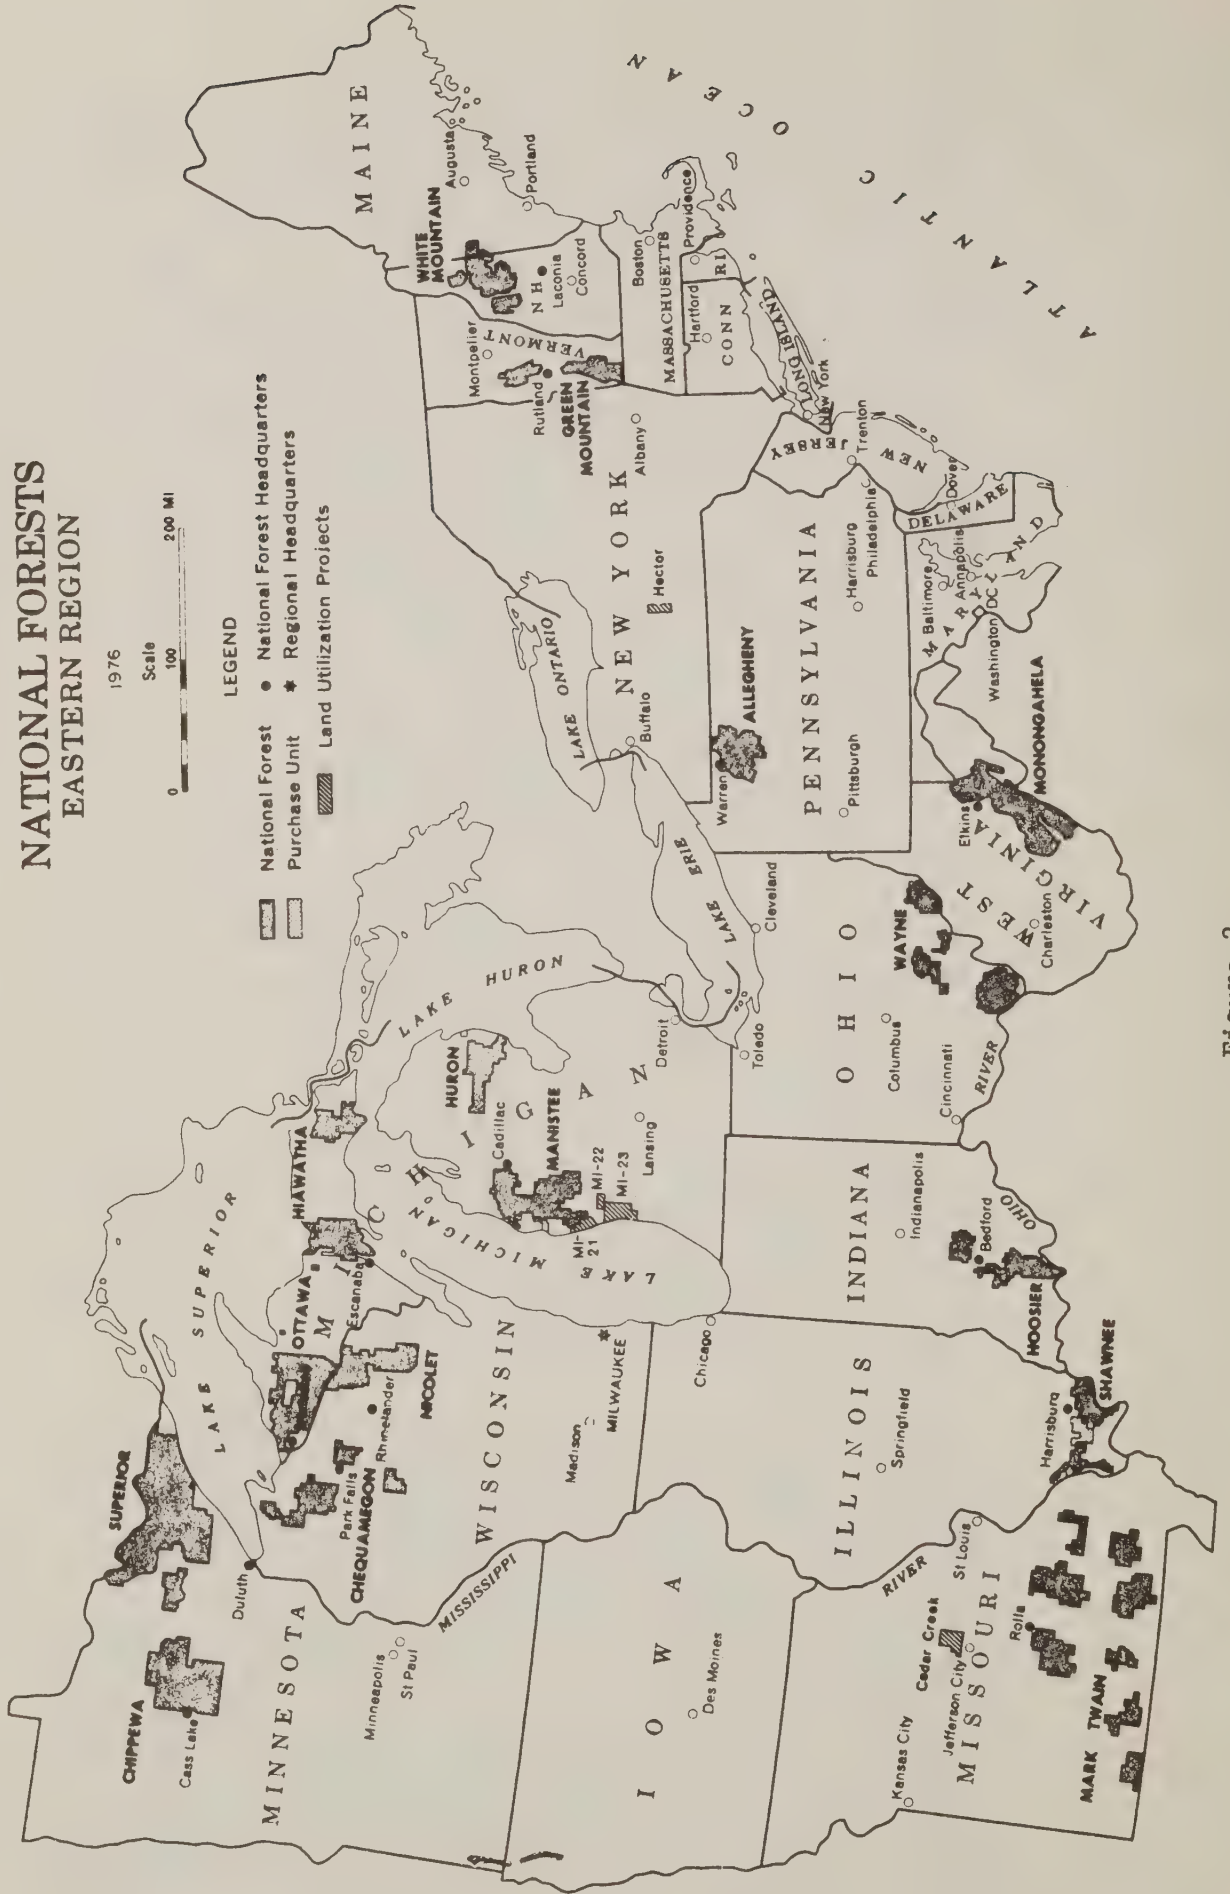 NATIONAL FORESTS
EASTERN REGION
1976
Scale
0 100 200 MI
LEGEND
National Forest
National Forest Headquarters
Purchase Unit
Regional Headquarters
Land Utilization Projects
MAINE
Augusta
Portland
WHITE
MOUNTAIN
NH
Laconia
Concord
VERMONT
Montpelier
Rutland
GREEN
MOUNTAIN
Boston
MASSACHUSETTS
Providence
RI
Hartford
CONN
LONG ISLAND
New York
ATLANTIC OCEAN
NEW YORK
Albany
Hector
Buffalo
LAKE ONTARIO
NEW
JERSEY
Trenton
PENNSYLVANIA
Harrisburg
Philadelphia
Pittsburgh
Warren
ALLEGHENY
DELAWARE
Dover
MARYLAND
Baltimore
Annapolis
Washington DC
MONONGAHELA
Elkins
WEST
VIRGINIA
Charleston
LAKE ERIE
Cleveland
Toledo
OHIO
WAYNE
Columbus
Cincinnati
OHIO
RIVER
LAKE HURON
HURON
Detroit
MICHIGAN
Cadillac
MANISTEE
MI-22
MI-23
MI-
21
Lansing
LAKE MICHIGAN
HIAWATHA
Escanaba
OTTAWA
LAKE SUPERIOR
INDIANA
Indianapolis
Bedford
HOOSIER
ILLINOIS
Chicago
Springfield
Harrisburg
SHAWNEE
WISCONSIN
NICOLET
Rhinelander
Park Falls
CHEQUAMEGON
Madison
MILWAUKEE
SUPERIOR
Duluth
CHIPPEWA
Cass Lake
MINNESOTA
Minneapolis
St Paul
MISSISSIPPI
RIVER
IOWA
Des Moines
MISSOURI
St Louis
Cedar Creek
Jefferson City
Kansas City
Rolla
MARK TWAIN